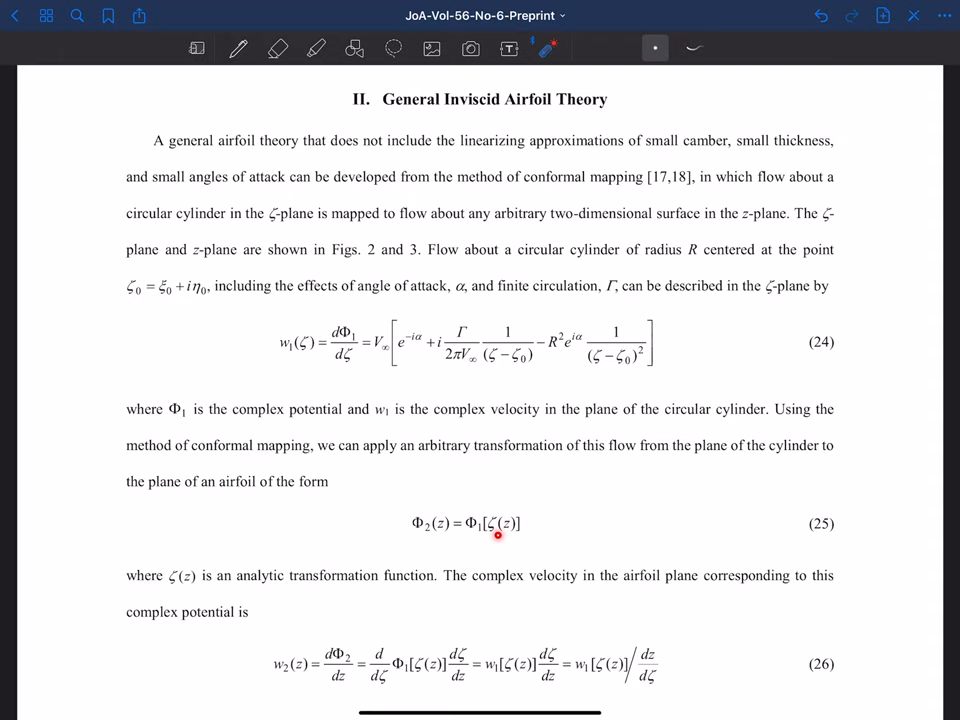 JoA-Vol-56-No-6-Preprint
II. General Inviscid Airfoil Theory
A general airfoil theory that does not include the linearizing approximations of small camber, small thickness,
and small angles of attack can be developed from the method of conformal mapping [17,18], in which flow about a
circular cylinder in the ζ-plane is mapped to flow about any arbitrary two-dimensional surface in the z-plane. The ζ-
plane and z-plane are shown in Figs. 2 and 3. Flow about a circular cylinder of radius R centered at the point
ζ₀ = ξ₀ + iη₀, including the effects of angle of attack, α, and finite circulation, Γ, can be described in the ζ-plane by
w₁(ζ) = dΦ₁/dζ = V∞[e^(−iα) + i Γ/(2πV∞) 1/(ζ − ζ₀) − R²e^(iα) 1/(ζ − ζ₀)²] (24)
where Φ₁ is the complex potential and w₁ is the complex velocity in the plane of the circular cylinder. Using the
method of conformal mapping, we can apply an arbitrary transformation of this flow from the plane of the cylinder to
the plane of an airfoil of the form
Φ₂(z) = Φ₁[ζ(z)] (25)
where ζ(z) is an analytic transformation function. The complex velocity in the airfoil plane corresponding to this
complex potential is
w₂(z) = dΦ₂/dz = d/dζ Φ₁[ζ(z)] dζ/dz = w₁[ζ(z)] dζ/dz = w₁[ζ(z)] / dz/dζ (26)